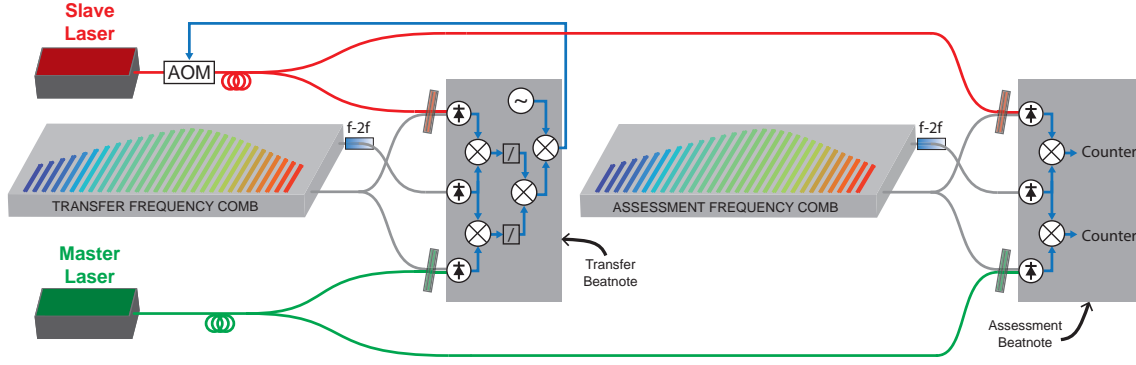 Slave
Laser
AOM
f-2f
f-2f
~
/
/
Counter
Counter
TRANSFER FREQUENCY COMB
ASSESSMENT FREQUENCY COMB
Master
Laser
Transfer
Beatnote
Assessment
Beatnote